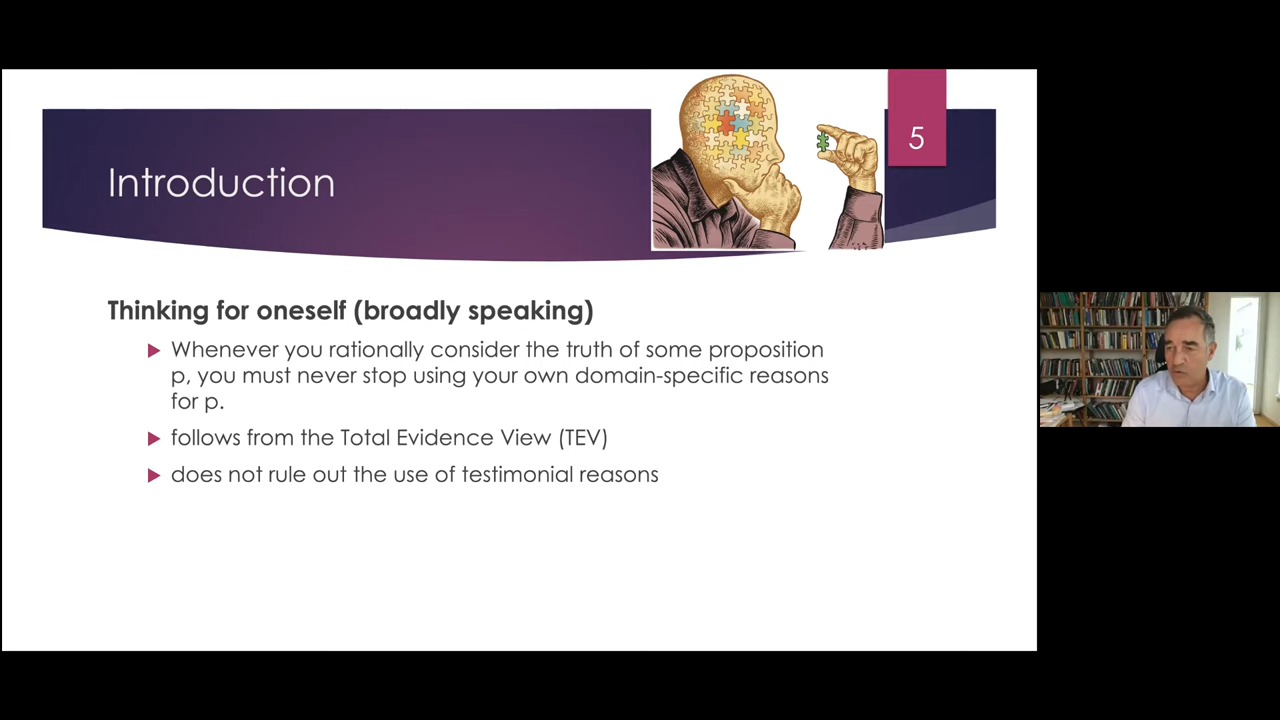 5
Introduction
Thinking for oneself (broadly speaking)
Whenever you rationally consider the truth of some proposition
p, you must never stop using your own domain-specific reasons
for p.
follows from the Total Evidence View (TEV)
does not rule out the use of testimonial reasons